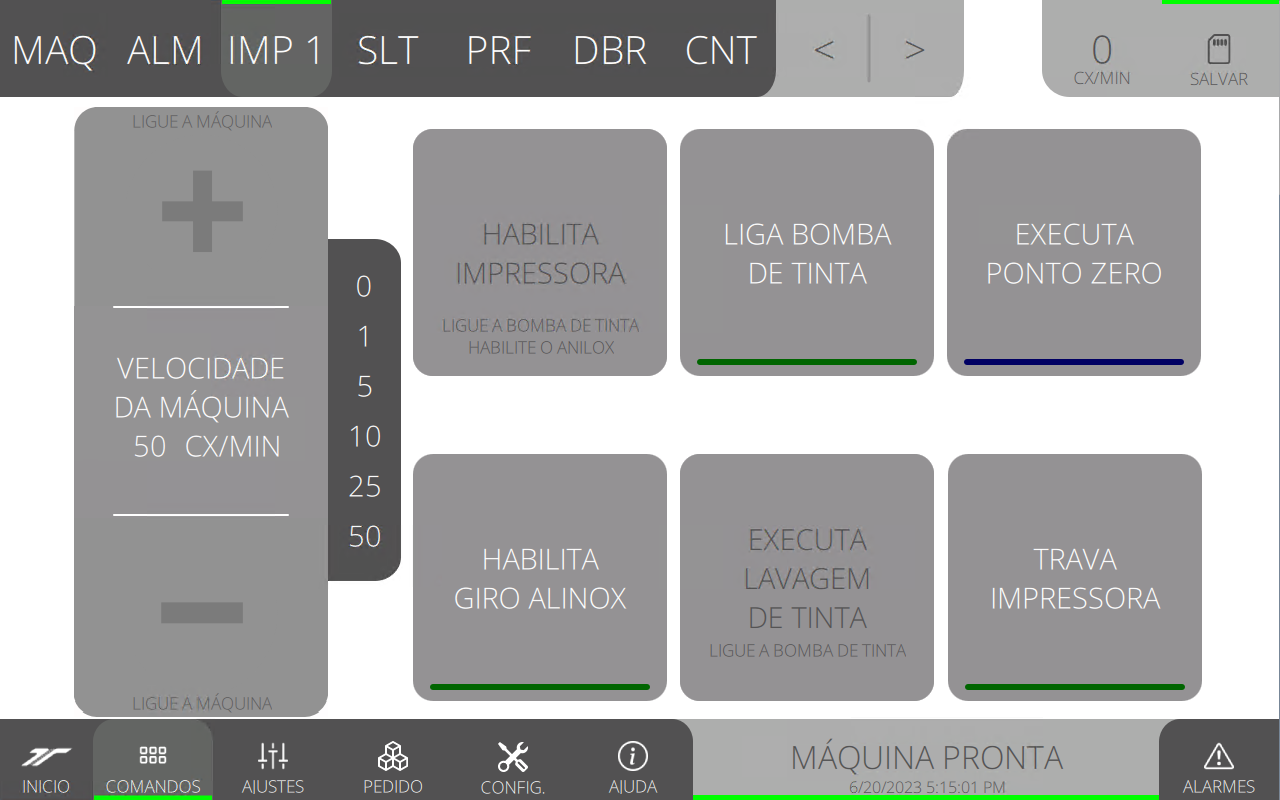 MAQ ALM IMP 1 SLT PRF DBR CNT < > 0
CX/MIN SALVAR
LIGUE A MÁQUINA
VELOCIDADE
DA MÁQUINA
50 CX/MIN
LIGUE A MÁQUINA
0
1
5
10
25
50
HABILITA
IMPRESSORA
LIGUE A BOMBA DE TINTA
HABILITE O ANILOX
LIGA BOMBA
DE TINTA
EXECUTA
PONTO ZERO
HABILITA
GIRO ALINOX
EXECUTA
LAVAGEM
DE TINTA
LIGUE A BOMBA DE TINTA
TRAVA
IMPRESSORA
INICIO COMANDOS AJUSTES PEDIDO CONFIG. AJUDA
MÁQUINA PRONTA
6/20/2023 5:15:01 PM
ALARMES